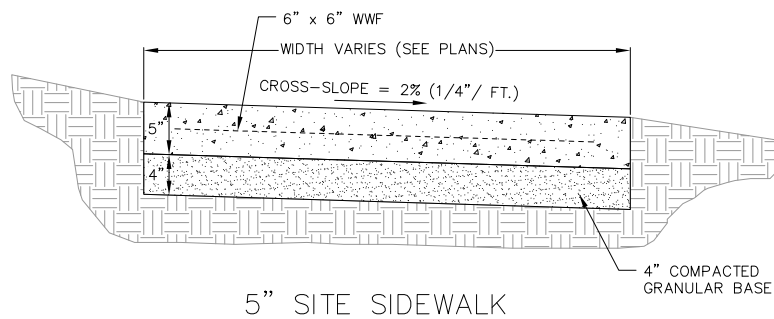 6” x 6” WWF
WIDTH VARIES (SEE PLANS)
CROSS-SLOPE = 2% (1/4”/ FT.)
5”
4”
4” COMPACTED
GRANULAR BASE
5” SITE SIDEWALK